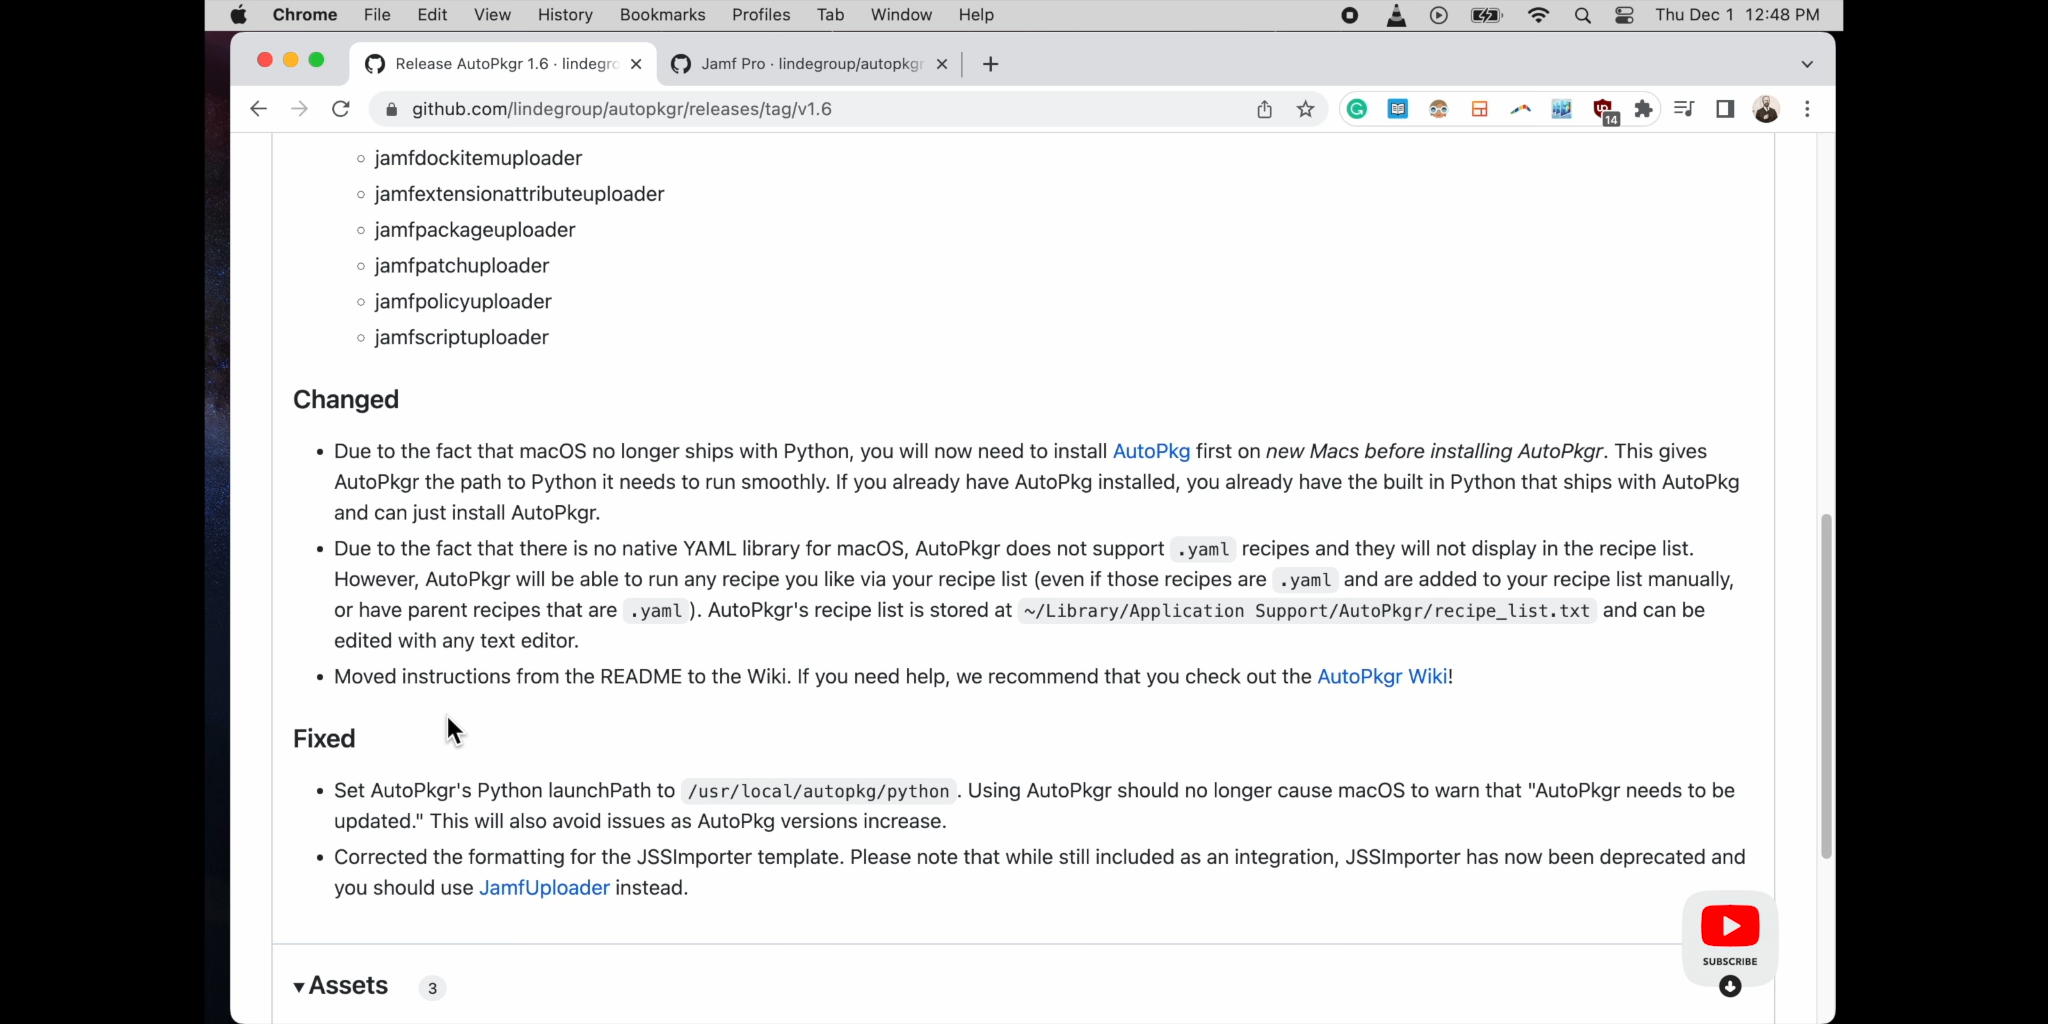 Chrome File Edit View History Bookmarks Profiles Tab Window Help Thu Dec 1 12:48 PM
Release AutoPkgr 1.6 · lindegro Jamf Pro · lindegroup/autopkgr
github.com/lindegroup/autopkgr/releases/tag/v1.6 14
jamfdockitemuploader
jamfextensionattributeuploader
jamfpackageuploader
jamfpatchuploader
jamfpolicyuploader
jamfscriptuploader
Changed
Due to the fact that macOS no longer ships with Python, you will now need to install AutoPkg first on new Macs before installing AutoPkgr. This gives
AutoPkgr the path to Python it needs to run smoothly. If you already have AutoPkg installed, you already have the built in Python that ships with AutoPkg
and can just install AutoPkgr.
Due to the fact that there is no native YAML library for macOS, AutoPkgr does not support .yaml recipes and they will not display in the recipe list.
However, AutoPkgr will be able to run any recipe you like via your recipe list (even if those recipes are .yaml and are added to your recipe list manually,
or have parent recipes that are .yaml ). AutoPkgr's recipe list is stored at ~/Library/Application Support/AutoPkgr/recipe_list.txt and can be
edited with any text editor.
Moved instructions from the README to the Wiki. If you need help, we recommend that you check out the AutoPkgr Wiki!
Fixed
Set AutoPkgr's Python launchPath to /usr/local/autopkg/python . Using AutoPkgr should no longer cause macOS to warn that "AutoPkgr needs to be
updated." This will also avoid issues as AutoPkg versions increase.
Corrected the formatting for the JSSImporter template. Please note that while still included as an integration, JSSImporter has now been deprecated and
you should use JamfUploader instead.
SUBSCRIBE
Assets 3